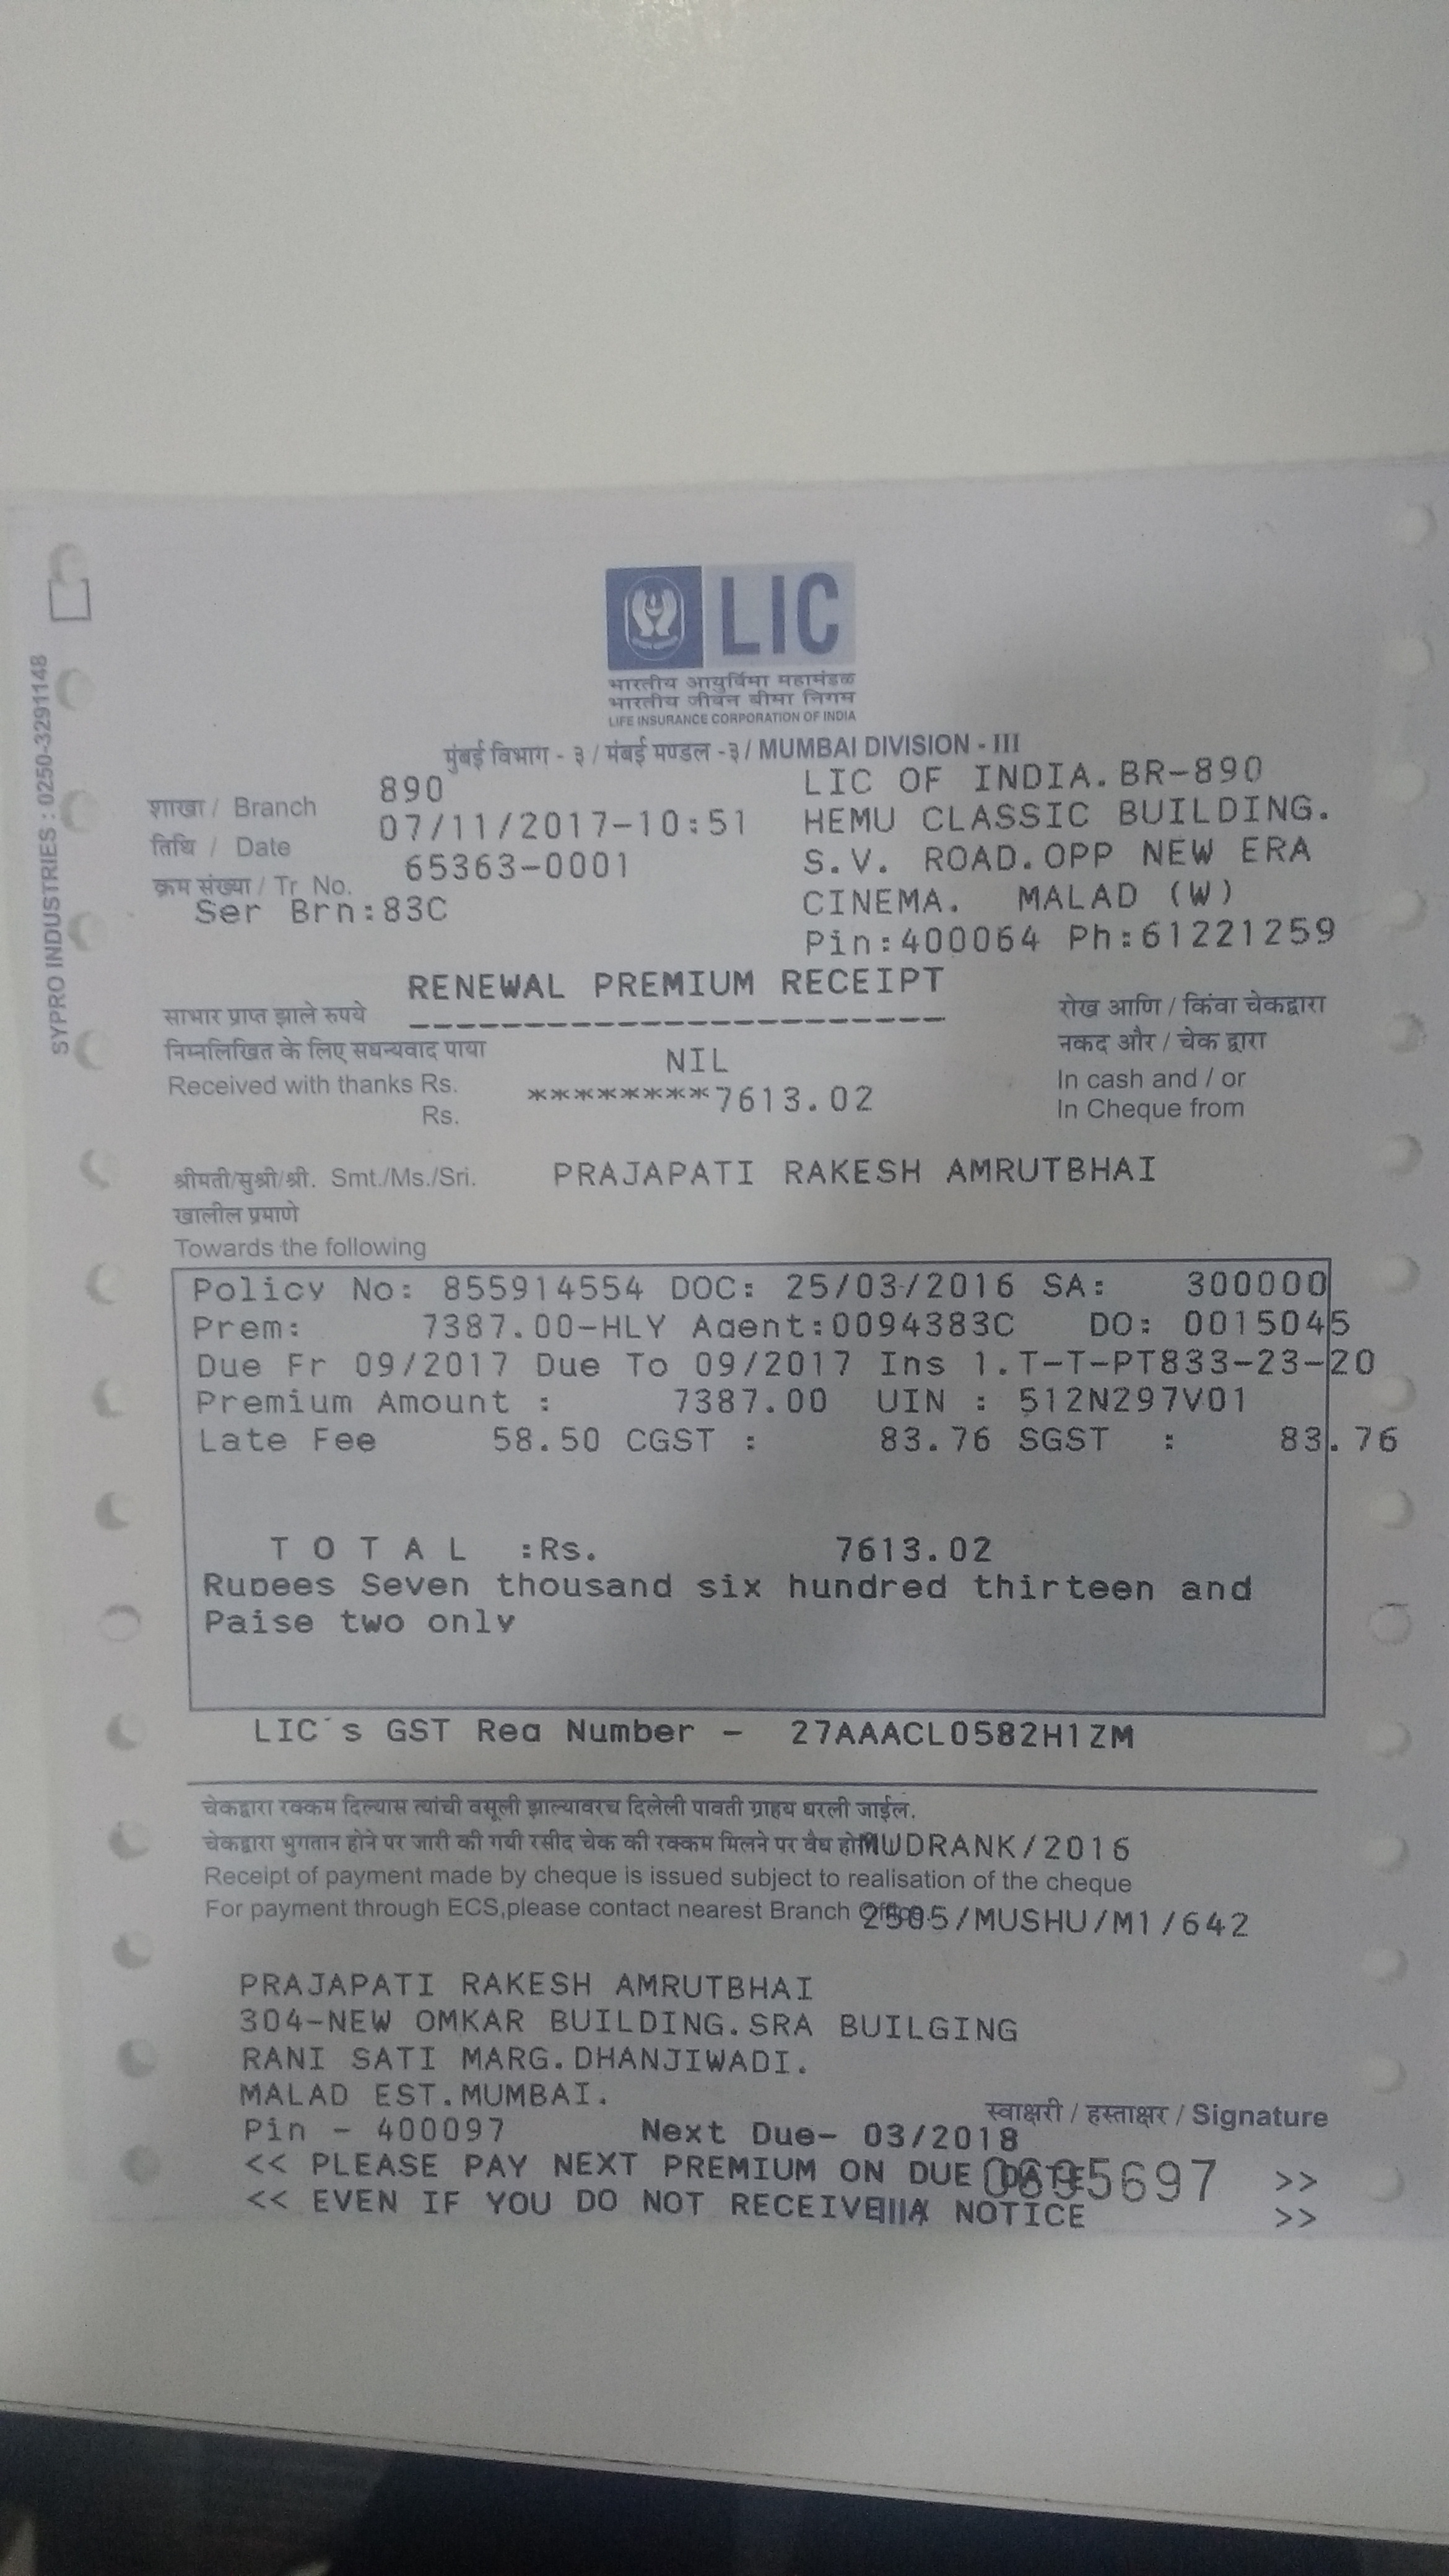 SYPRO INDUSTRIES : 0250-3291148
LIC
भारतीय आयुर्विमा महामंडळ
भारतीय जीवन बीमा निगम
LIFE INSURANCE CORPORATION OF INDIA
मुंबई विभाग - ३ / मंबई मण्डल -३ / MUMBAI DIVISION - III
शाखा / Branch 890
तिथि / Date 07/11/2017-10:51
क्रम संख्या / Tr. No. 65363-0001
Ser Brn:83C
LIC OF INDIA.BR-890
HEMU CLASSIC BUILDING.
S.V. ROAD.OPP NEW ERA
CINEMA. MALAD (W)
Pin:400064 Ph:61221259
RENEWAL PREMIUM RECEIPT
साभार प्राप्त झाले रुपये
रोख आणि / किंवा चेकद्वारा
निम्नलिखित के लिए सधन्यवाद पाया
नकद और / चेक द्वारा
Received with thanks Rs. NIL In cash and / or
Rs. ********7613.02 In Cheque from
श्रीमती/सुश्री/श्री. Smt./Ms./Sri. PRAJAPATI RAKESH AMRUTBHAI
खालील प्रमाणे
Towards the following
Policy No: 855914554 DOC: 25/03/2016 SA: 300000
Prem: 7387.00-HLY Agent:0094383C DO: 0015045
Due Fr 09/2017 Due To 09/2017 Ins 1.T-T-PT833-23-20
Premium Amount : 7387.00 UIN : 512N297V01
Late Fee 58.50 CGST : 83.76 SGST : 83.76
T O T A L :Rs. 7613.02
Rupees Seven thousand six hundred thirteen and
Paise two only
LIC's GST Reg Number - 27AAACL0582H1ZM
चेकद्वारा रक्कम दिल्यास त्यांची वसूली झाल्यावरच दिलेली पावती ग्राहय धरली जाईल.
चेकद्वारा भुगतान होने पर जारी की गयी रसीद चेक की रक्कम मिलने पर वैध MUDRANK/2016
Receipt of payment made by cheque is issued subject to realisation of the cheque
For payment through ECS,please contact nearest Branch 2505/MUSHU/M1/642
PRAJAPATI RAKESH AMRUTBHAI
304-NEW OMKAR BUILDING.SRA BUILGING
RANI SATI MARG.DHANJIWADI.
MALAD EST.MUMBAI.
स्वाक्षरी / हस्ताक्षर / Signature
Pin - 400097 Next Due- 03/2018
<< PLEASE PAY NEXT PREMIUM ON DUE DATE >>
<< EVEN IF YOU DO NOT RECEIVE A NOTICE >>